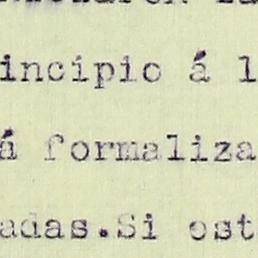 incipio á l
á formaliza
adas.Si est